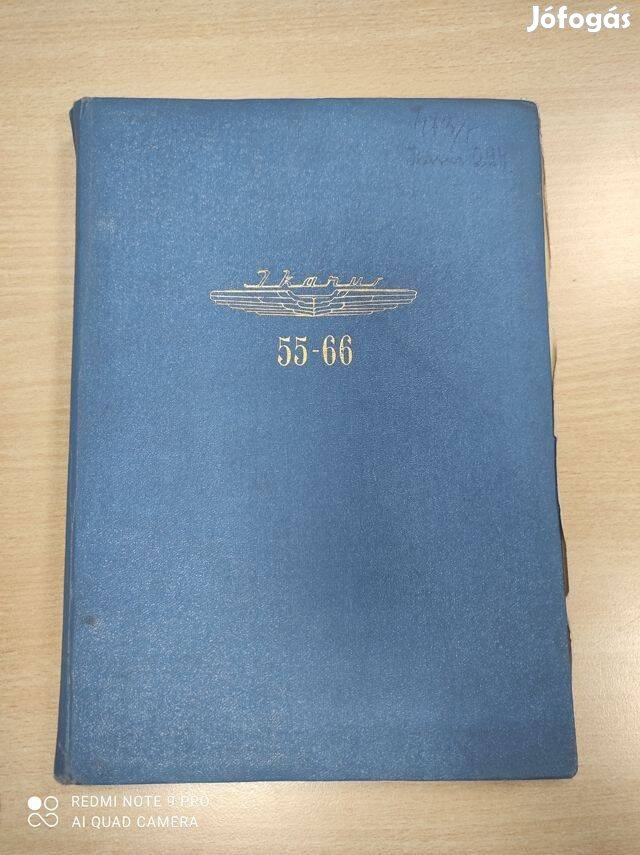 Jófogás
Ikarus
55-66
REDMI NOTE 9 PRO
AI QUAD CAMERA